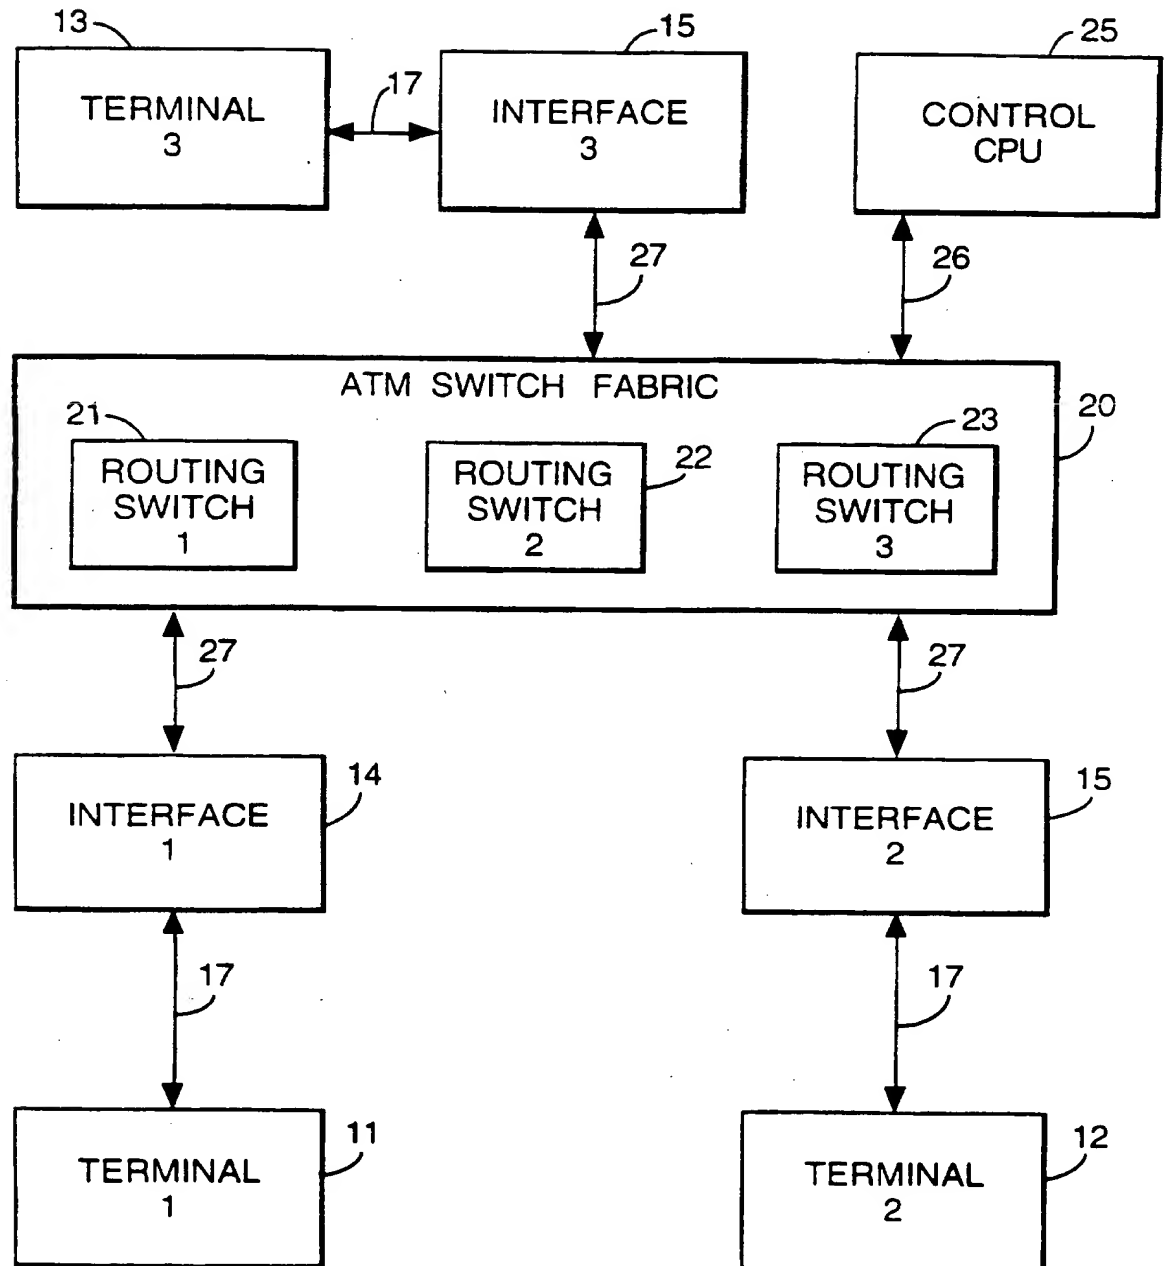 13
15
25
TERMINAL
3
17
INTERFACE
3
CONTROL
CPU
27
26
ATM SWITCH FABRIC
20
21
ROUTING
SWITCH
1
22
ROUTING
SWITCH
2
23
ROUTING
SWITCH
3
27
27
14
INTERFACE
1
15
INTERFACE
2
17
17
11
TERMINAL
1
12
TERMINAL
2